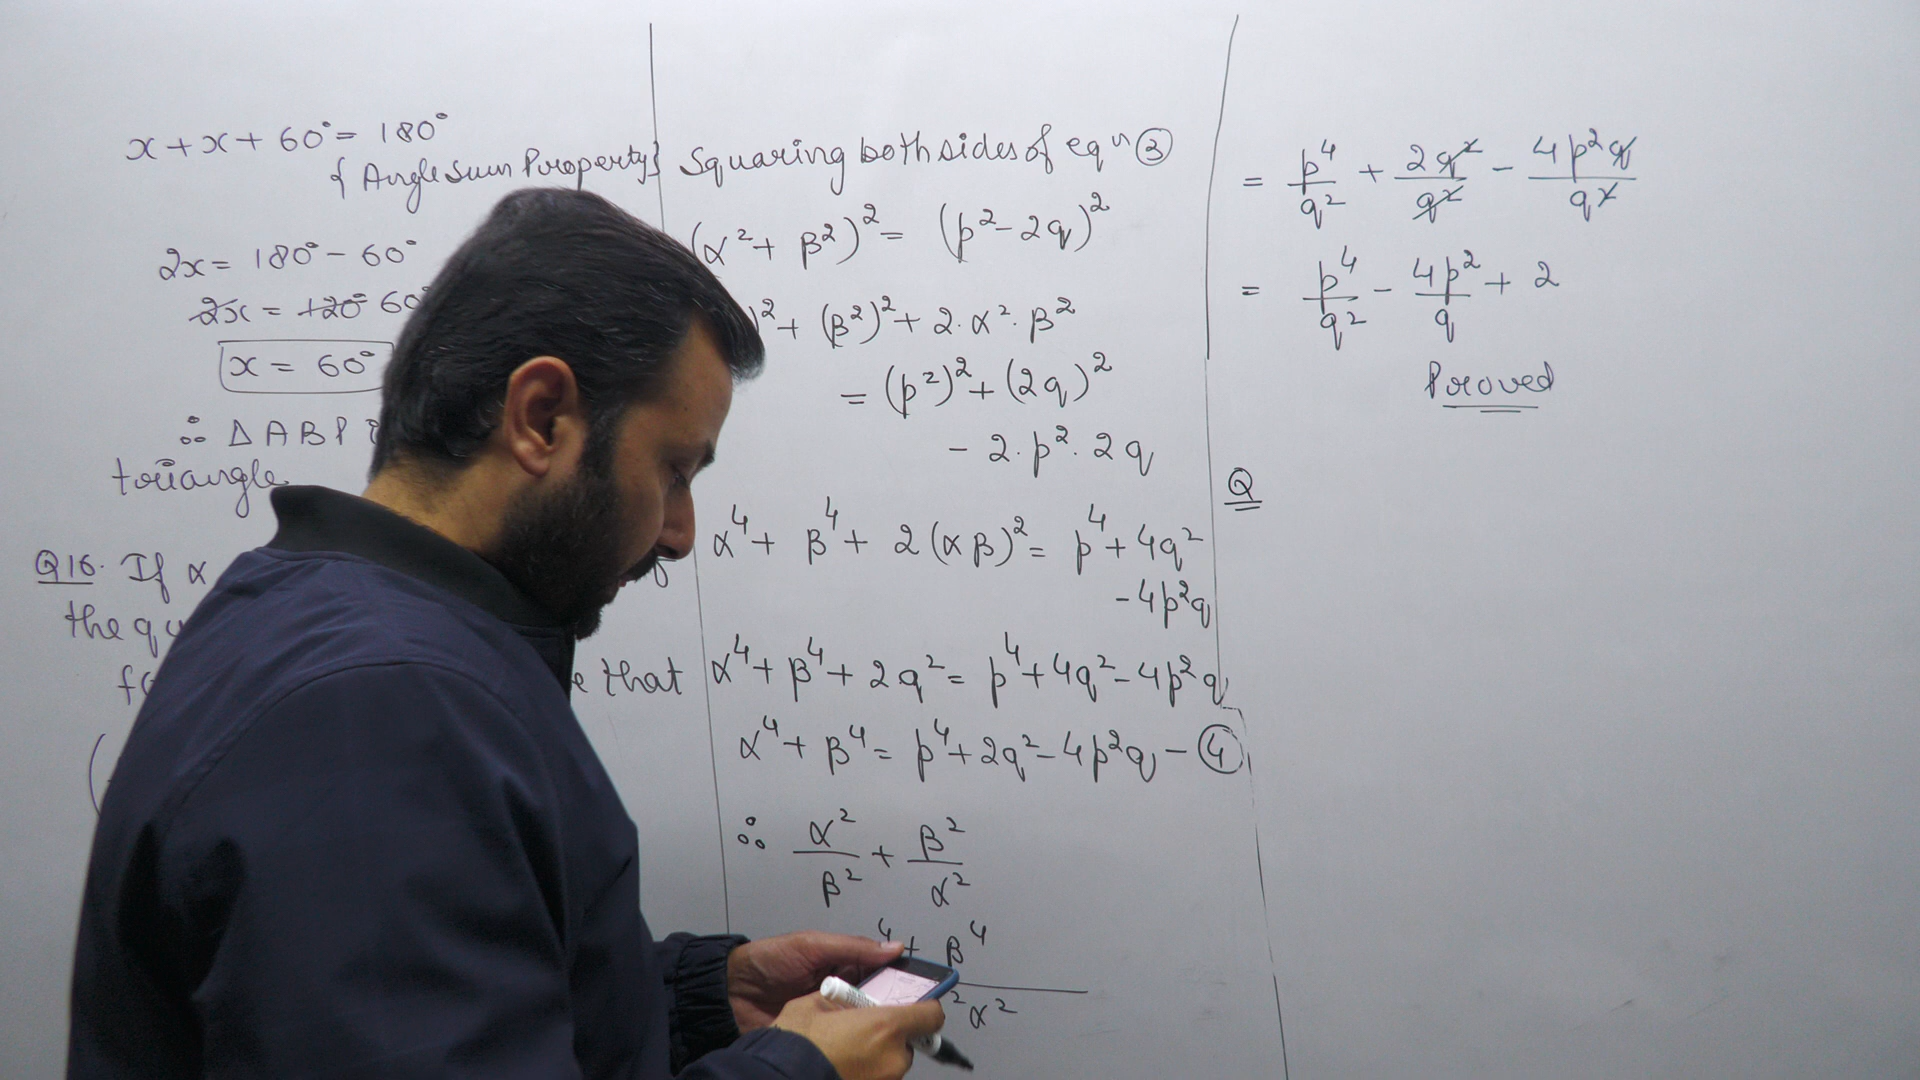 x + x + 60° = 180°
{Angle Sum Property}
2x = 180° - 60°
2x = 120° 60°
x = 60°
∴ Δ ABP
triangle
Q16. If α
the qu
e that
Squaring both sides of eqⁿ ③
(α² + β²)² = (p² - 2q)²
)² + (β²)² + 2. α². β²
= (p²)² + (2q)²
- 2. p². 2q
α⁴ + β⁴ + 2(αβ)² = p⁴ + 4q²
- 4p²q
α⁴ + β⁴ + 2q² = p⁴ + 4q² - 4p²q
α⁴ + β⁴ = p⁴ + 2q² - 4p²q - ④
∴ α²/β² + β²/α²
⁴ + β⁴
²α²
= p⁴/q² + 2q²/q² - 4p²q/q²
= p⁴/q² - 4p²/q + 2
Proved
Q